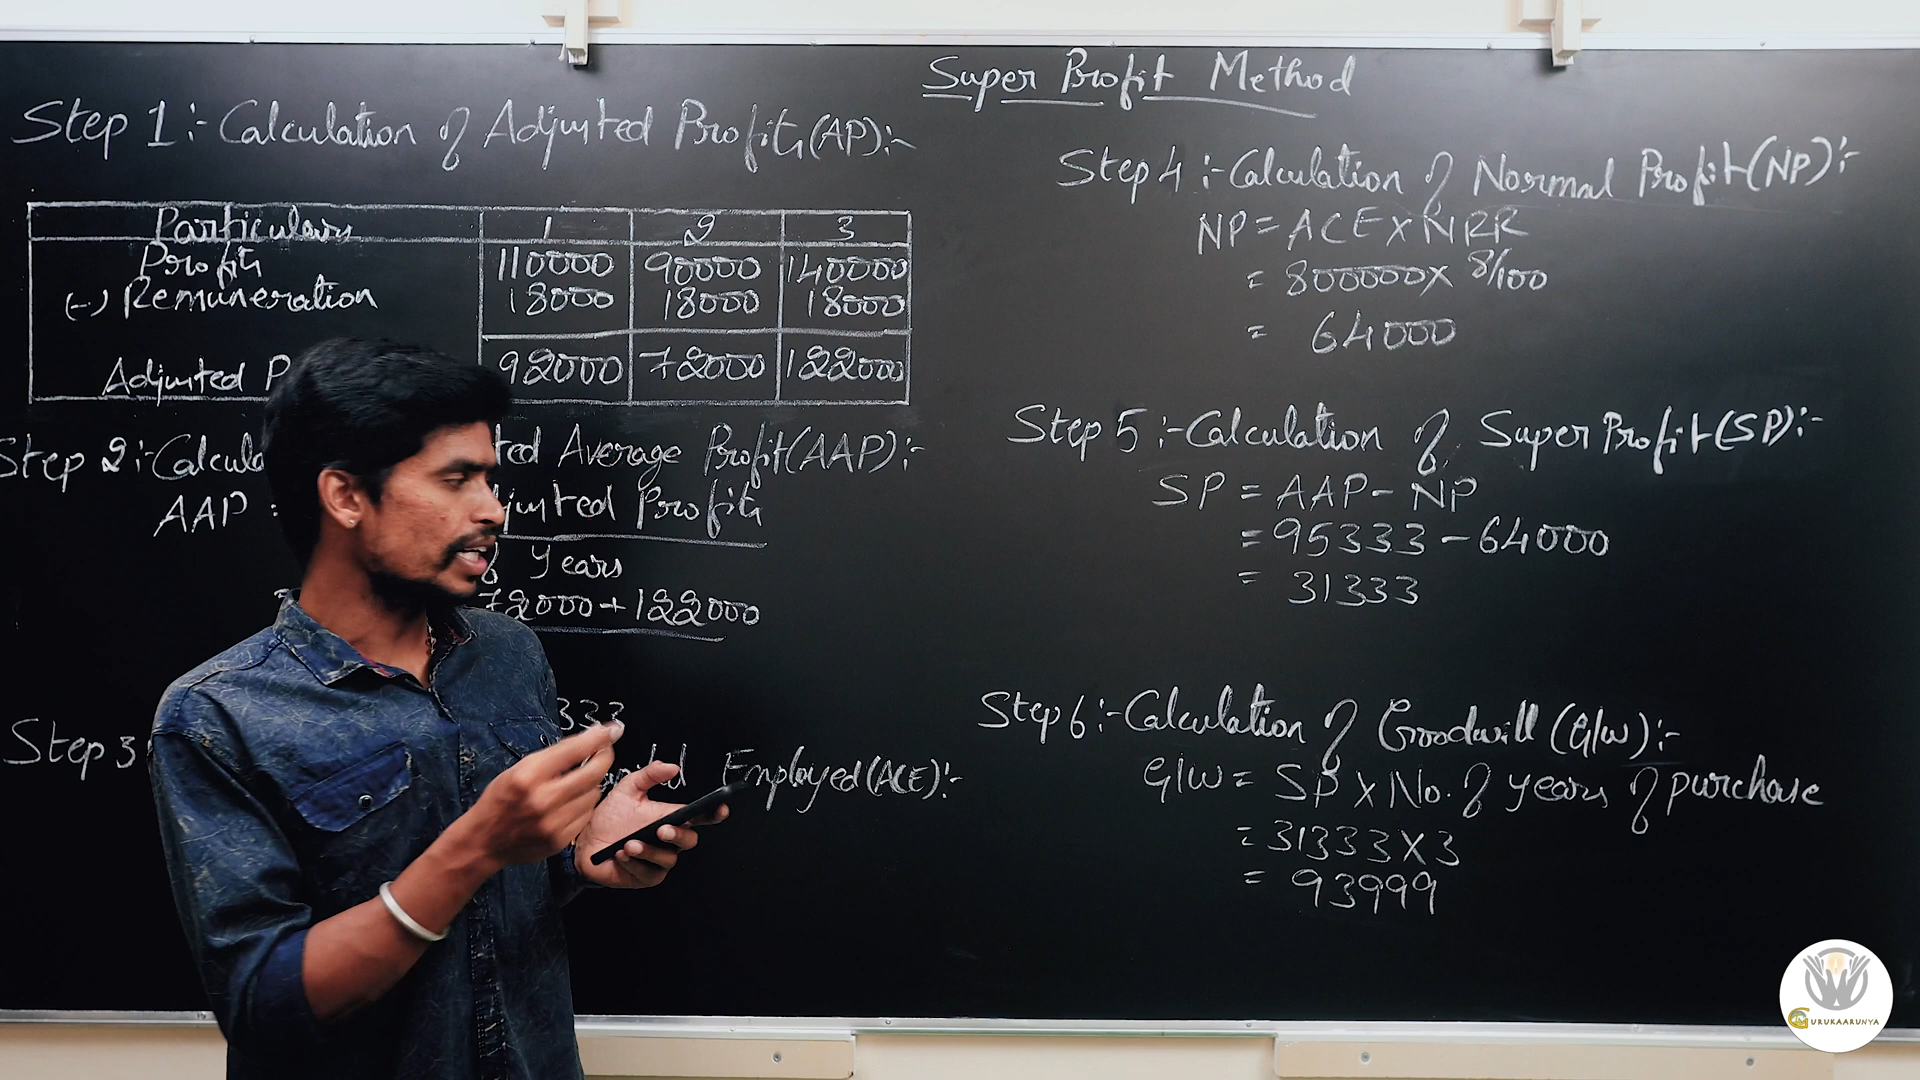 Super Profit Method
Step 1:- Calculation of Adjusted Profits(AP):-
Particulars 1 2 3
Profits 110000 90000 140000
(-) Remuneration 18000 18000 18000
Adjusted P 92000 72000 122000
Step 2:- Calcula ted Average Profit(AAP):-
AAP = justed Profits
Years
72000+122000
333
Step 3 Employed(ACE):-
Step 4:- Calculation of Normal Profit(NP):-
NP = ACE X NRR
= 800000 X 8/100
= 64000
Step 5:- Calculation of Super Profit(SP):-
SP = AAP - NP
= 95333 - 64000
= 31333
Step 6:- Calculation of Goodwill (G/W):-
G/W = SP X No. of years of purchase
= 31333 X 3
= 93999
GURUKAARUNYA